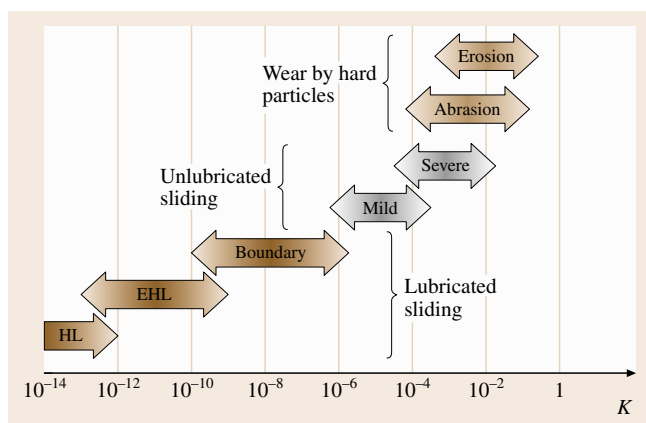 Erosion
Wear by hard
particles
Abrasion
Severe
Unlubricated
sliding
Mild
Boundary
EHL
Lubricated
sliding
HL
10⁻¹⁴ 10⁻¹² 10⁻¹⁰ 10⁻⁸ 10⁻⁶ 10⁻⁴ 10⁻² 1
K